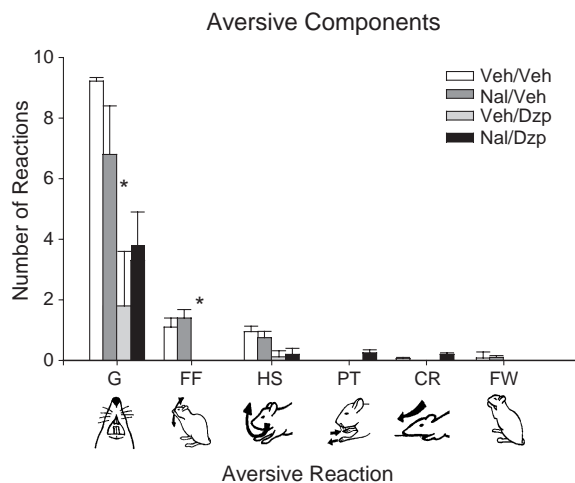 Aversive Components
Number of Reactions
10
8
6
4
2
0
Veh/Veh
Nal/Veh
Veh/Dzp
Nal/Dzp
*
*
G FF HS PT CR FW
Aversive Reaction